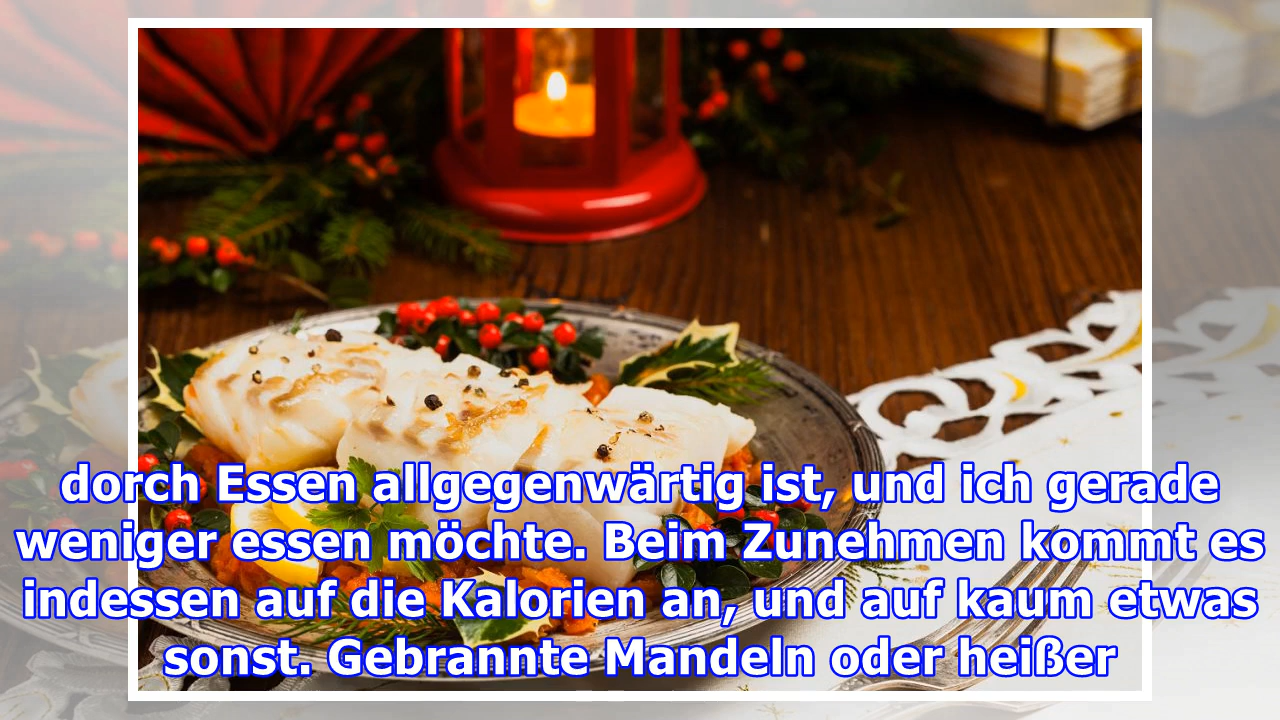 dorch Essen allgegenwärtig ist, und ich gerade
weniger essen möchte. Beim Zunehmen kommt es
indessen auf die Kalorien an, und auf kaum etwas
sonst. Gebrannte Mandeln oder heißer